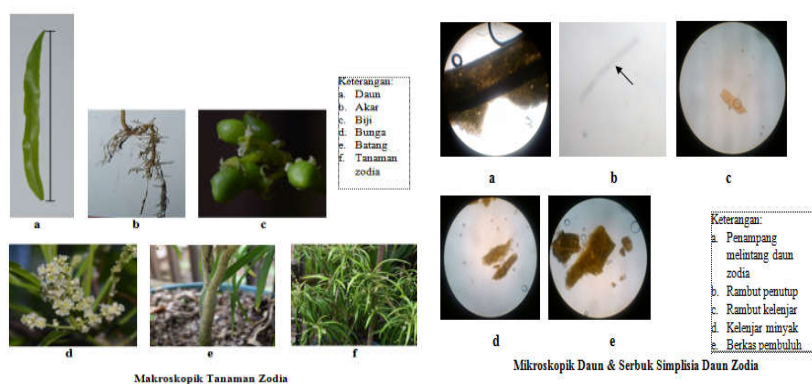 Keterangan:
a. Daun
b. Akar
c. Biji
d. Bunga
e. Batang
f. Tanaman
zodia
a
b
c
d
e
f
Makroskopik Tanaman Zodia
a
b
c
d
e
Keterangan:
a. Penampang
melintang daun
zodia
b. Rambut penutup
c. Rambut kelenjar
d. Kelenjar minyak
e. Berkas pembuluh
Mikroskopik Daun & Serbuk Simplisia Daun Zodia